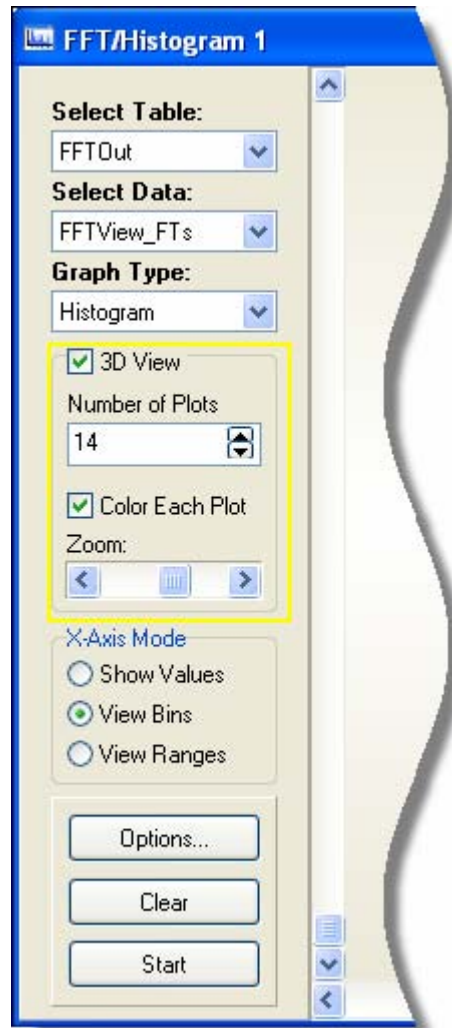 FFT/Histogram 1
Select Table:
FFTOut
Select Data:
FFTView_FTs
Graph Type:
Histogram
3D View
Number of Plots
14
Color Each Plot
Zoom:
X-Axis Mode
Show Values
View Bins
View Ranges
Options...
Clear
Start